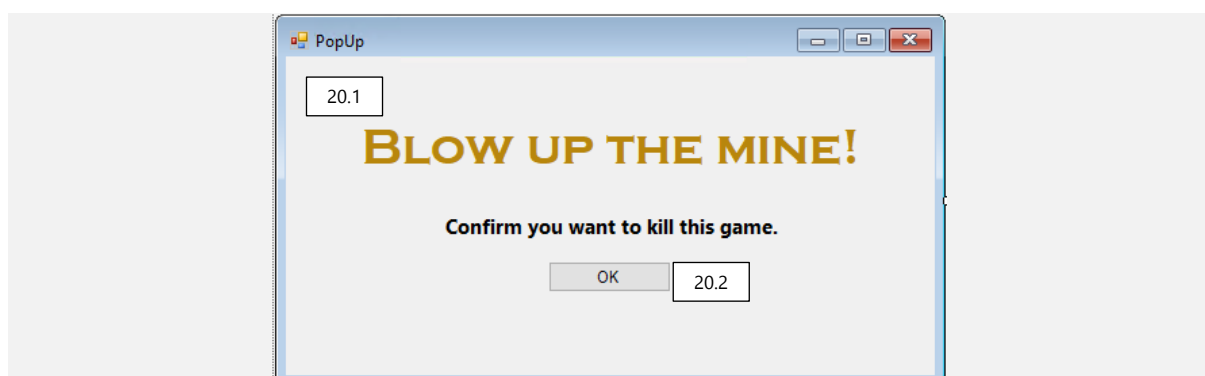 PopUp
20.1
Blow up the mine!
Confirm you want to kill this game.
OK
20.2